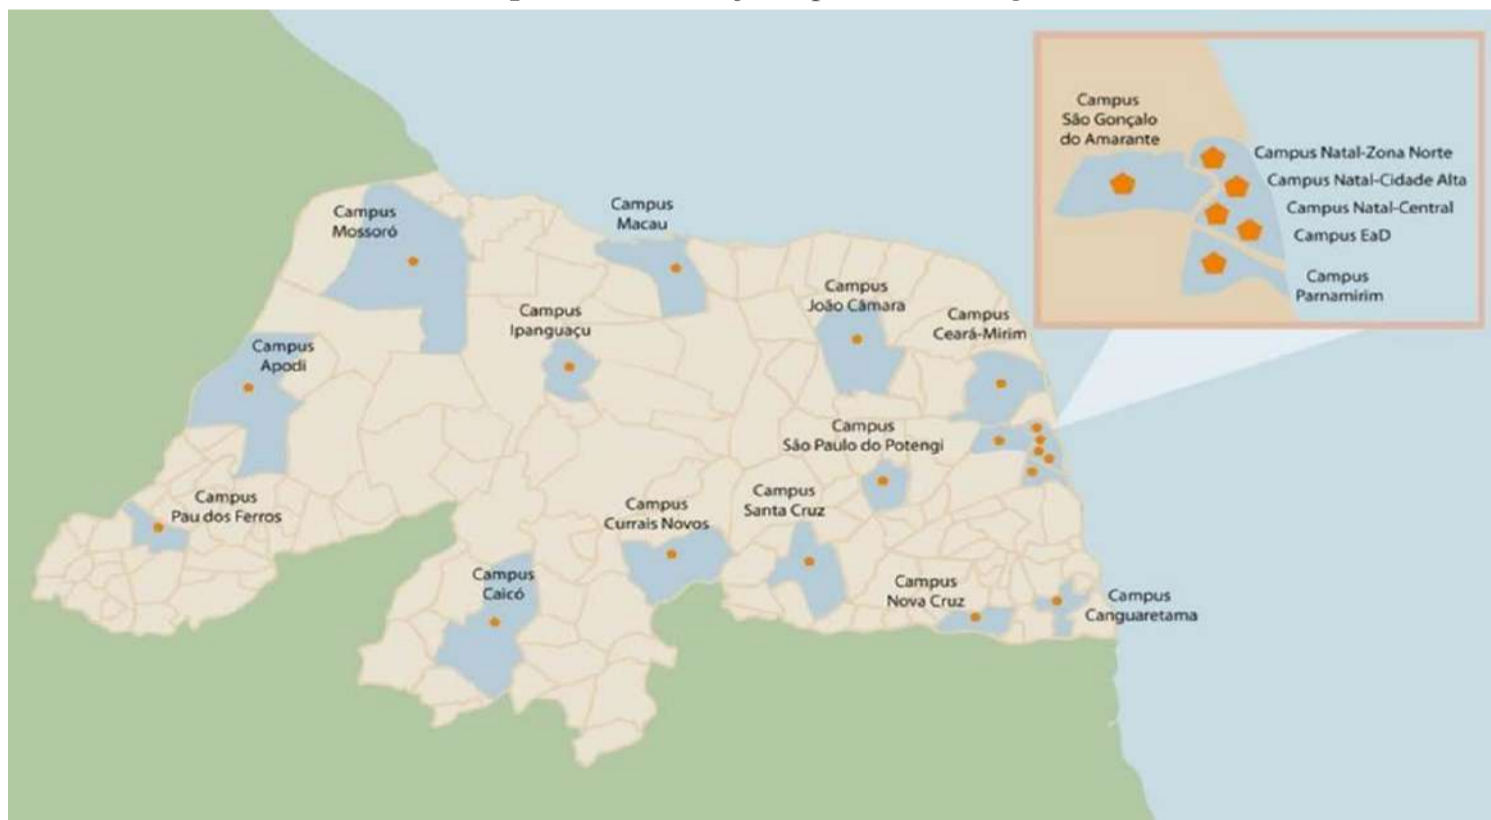 Campus
São Gonçalo
do Amarante
Campus Natal-Zona Norte
Campus Natal-Cidade Alta
Campus Natal-Central
Campus EaD
Campus
Parnamirim
Campus
Mossoró
Campus
Macau
Campus
João Câmara
Campus
Ipanguaçu
Campus
Ceará-Mirim
Campus
Apodi
Campus
São Paulo do Potengi
Campus
Pau dos Ferros
Campus
Currais Novos
Campus
Santa Cruz
Campus
Caicó
Campus
Nova Cruz
Campus
Canguaretama